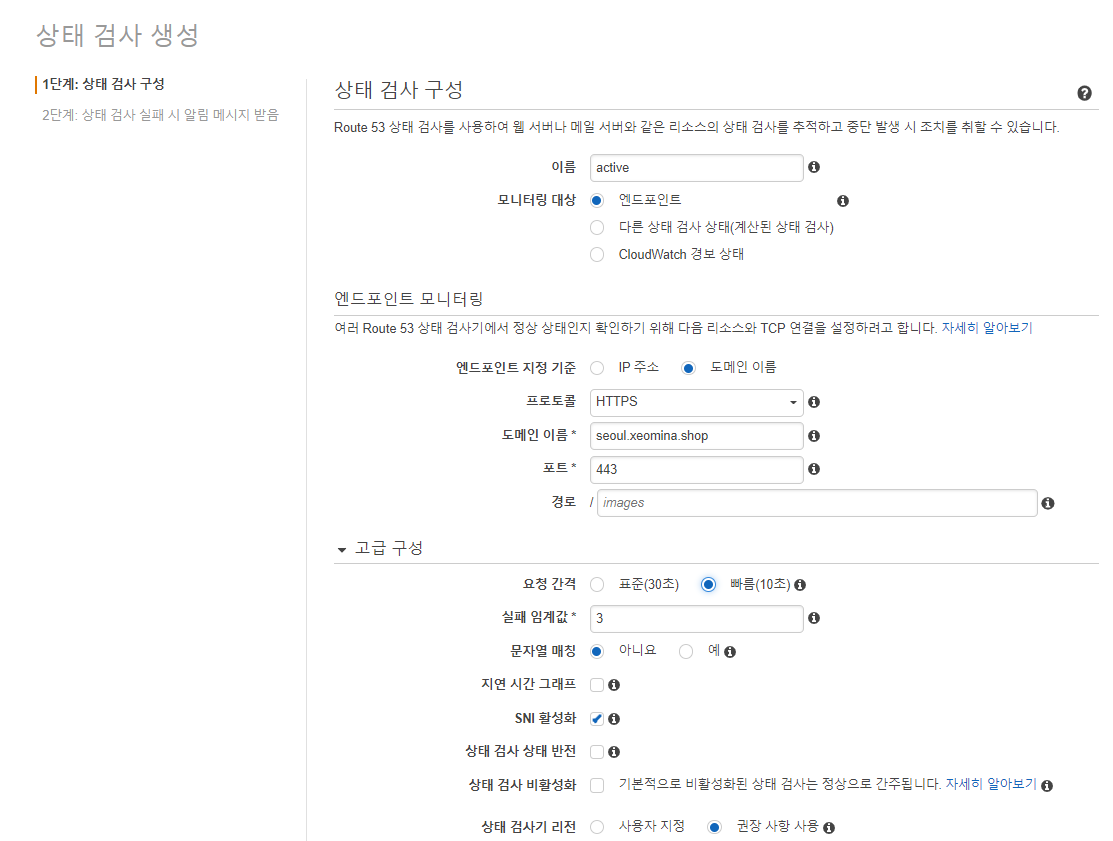 상태 검사 생성
1단계: 상태 검사 구성
2단계: 상태 검사 실패 시 알림 메시지 받음
상태 검사 구성
Route 53 상태 검사를 사용하여 웹 서버나 메일 서버와 같은 리소스의 상태 검사를 추적하고 중단 발생 시 조치를 취할 수 있습니다.
이름 active
모니터링 대상 엔드포인트
다른 상태 검사 상태(계산된 상태 검사)
CloudWatch 경보 상태
엔드포인트 모니터링
여러 Route 53 상태 검사기에서 정상 상태인지 확인하기 위해 다음 리소스와 TCP 연결을 설정하려고 합니다. 자세히 알아보기
엔드포인트 지정 기준 IP 주소 도메인 이름
프로토콜 HTTPS
도메인 이름 * seoul.xeomina.shop
포트 * 443
경로 / images
고급 구성
요청 간격 표준(30초) 빠름(10초)
실패 임계값 * 3
문자열 매칭 아니요 예
지연 시간 그래프
SNI 활성화
상태 검사 상태 반전
상태 검사 비활성화 기본적으로 비활성화된 상태 검사는 정상으로 간주됩니다. 자세히 알아보기
상태 검사기 리전 사용자 지정 권장 사항 사용